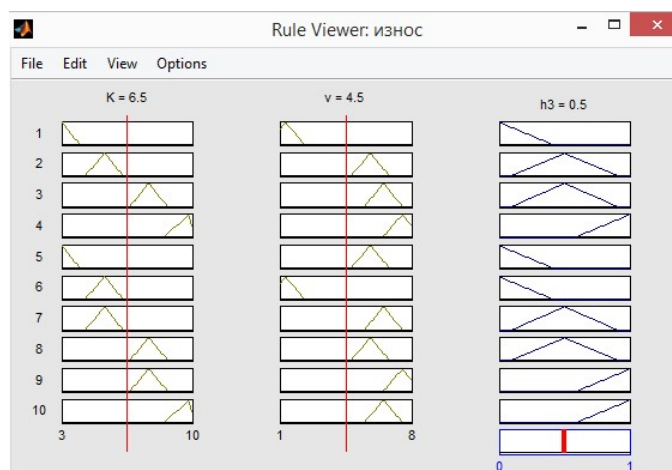 Rule Viewer: износ
File Edit View Options
K = 6.5 v = 4.5 h3 = 0.5
1
2
3
4
5
6
7
8
9
10
3 10 1 8
0 1